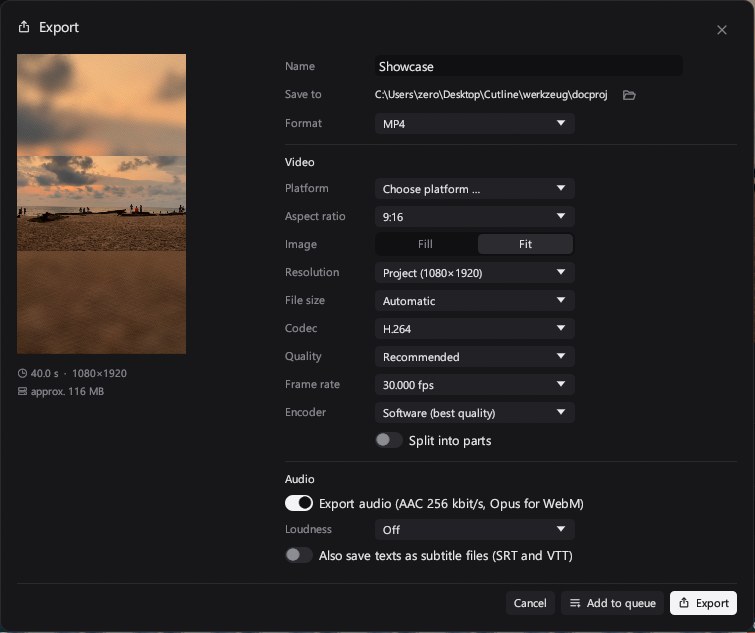 Export
Name Showcase
Save to C:\Users\zero\Desktop\Cutline\werkzeug\docproj
Format MP4
Video
Platform Choose platform ...
Aspect ratio 9:16
Image Fill Fit
Resolution Project (1080×1920)
File size Automatic
Codec H.264
Quality Recommended
Frame rate 30.000 fps
Encoder Software (best quality)
Split into parts
40.0 s · 1080×1920
approx. 116 MB
Audio
Export audio (AAC 256 kbit/s, Opus for WebM)
Loudness Off
Also save texts as subtitle files (SRT and VTT)
Cancel Add to queue Export